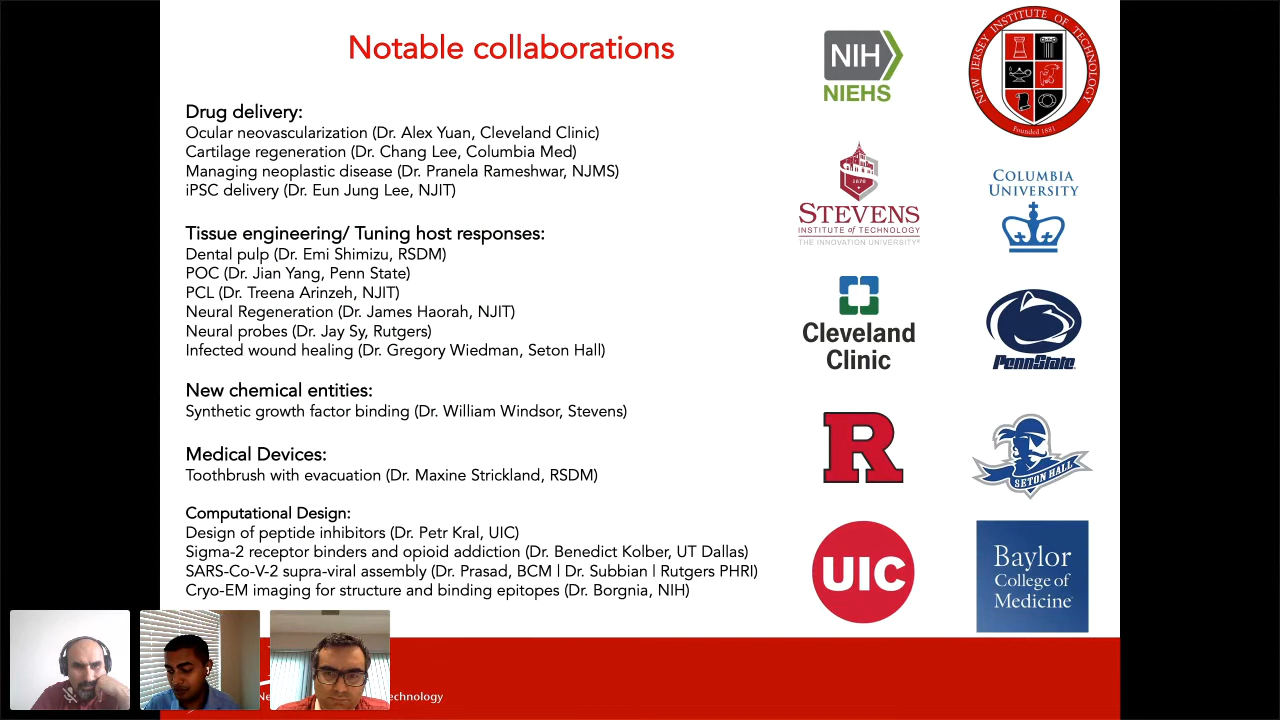 Notable collaborations
Drug delivery:
Ocular neovascularization (Dr. Alex Yuan, Cleveland Clinic)
Cartilage regeneration (Dr. Chang Lee, Columbia Med)
Managing neoplastic disease (Dr. Pranela Rameshwar, NJMS)
iPSC delivery (Dr. Eun Jung Lee, NJIT)
Tissue engineering/ Tuning host responses:
Dental pulp (Dr. Emi Shimizu, RSDM)
POC (Dr. Jian Yang, Penn State)
PCL (Dr. Treena Arinzeh, NJIT)
Neural Regeneration (Dr. James Haorah, NJIT)
Neural probes (Dr. Jay Sy, Rutgers)
Infected wound healing (Dr. Gregory Wiedman, Seton Hall)
New chemical entities:
Synthetic growth factor binding (Dr. William Windsor, Stevens)
Medical Devices:
Toothbrush with evacuation (Dr. Maxine Strickland, RSDM)
Computational Design:
Design of peptide inhibitors (Dr. Petr Kral, UIC)
Sigma-2 receptor binders and opioid addiction (Dr. Benedict Kolber, UT Dallas)
SARS-Co-V-2 supra-viral assembly (Dr. Prasad, BCM | Dr. Subbian | Rutgers PHRI)
Cryo-EM imaging for structure and binding epitopes (Dr. Borgnia, NIH)
NIH
NIEHS
NEW JERSEY INSTITUTE OF TECHNOLOGY
Founded 1881
1870
STEVENS
INSTITUTE of TECHNOLOGY
THE INNOVATION UNIVERSITY®
COLUMBIA
UNIVERSITY
Cleveland
Clinic
PENNSTATE
R
SETON HALL
UIC
Baylor
College of
Medicine